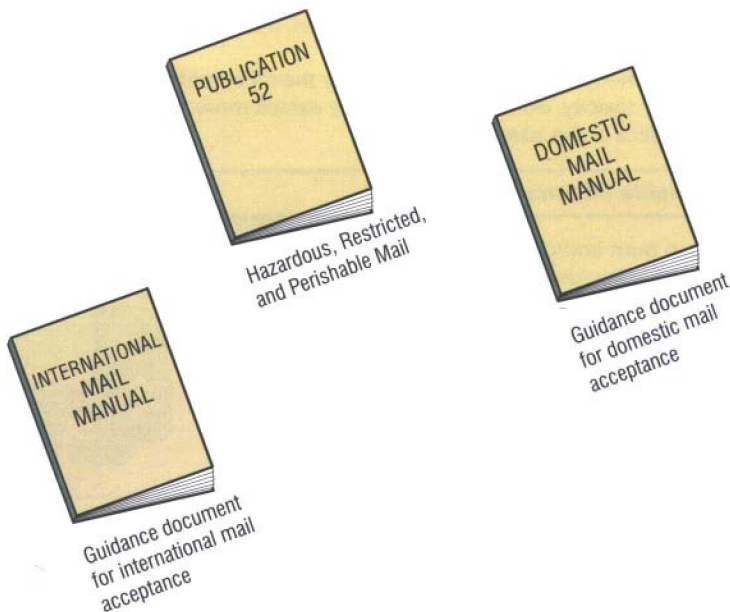 PUBLICATION
52
Hazardous, Restricted,
and Perishable Mail
DOMESTIC
MAIL
MANUAL
Guidance document
for domestic mail
acceptance
INTERNATIONAL
MAIL
MANUAL
Guidance document
for international mail
acceptance